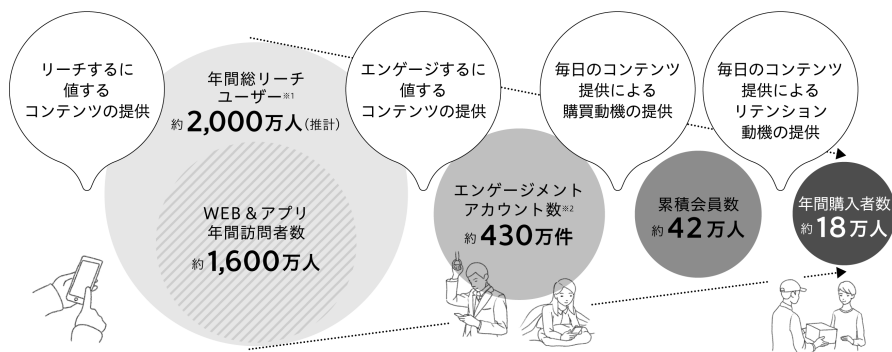 リーチするに
値する
コンテンツの提供
年間総リーチ
ユーザー※1
約2,000万人(推計)
WEB&アプリ
年間訪問者数
約1,600万人
エンゲージするに
値する
コンテンツの提供
エンゲージメント
アカウント数※2
約430万件
毎日のコンテンツ
提供による
購買動機の提供
累積会員数
約42万人
毎日のコンテンツ
提供による
リテンション
動機の提供
年間購入者数
約18万人